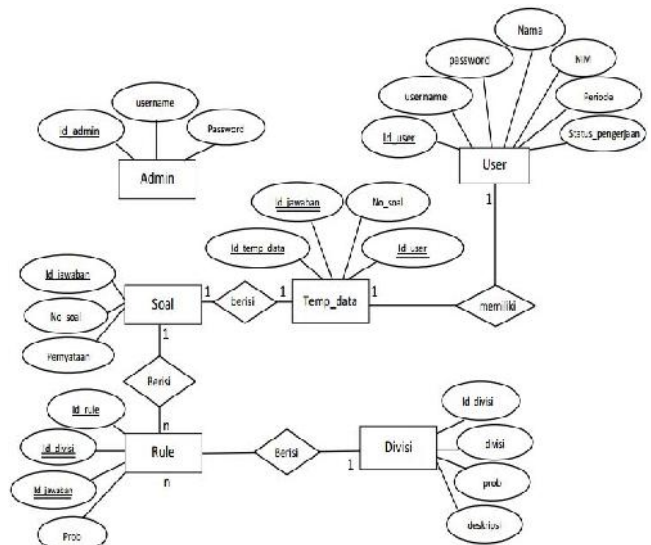 Nama
password
NIM
username
Periode
Id_user
Status_pengerjaan
User
1
username
id_admin
Password
Admin
Id_jawaban
No_soal
Id_temp_data
Id_user
Id_jawaban
No_soal
Pernyataan
Soal
1
berisi
1
Temp_data
1
memiliki
1
Berisi
n
Id_rule
Id_divisi
Id_jawaban
Prob
Rule
n
Berisi
1
Divisi
Id_divisi
divisi
prob
deskripsi